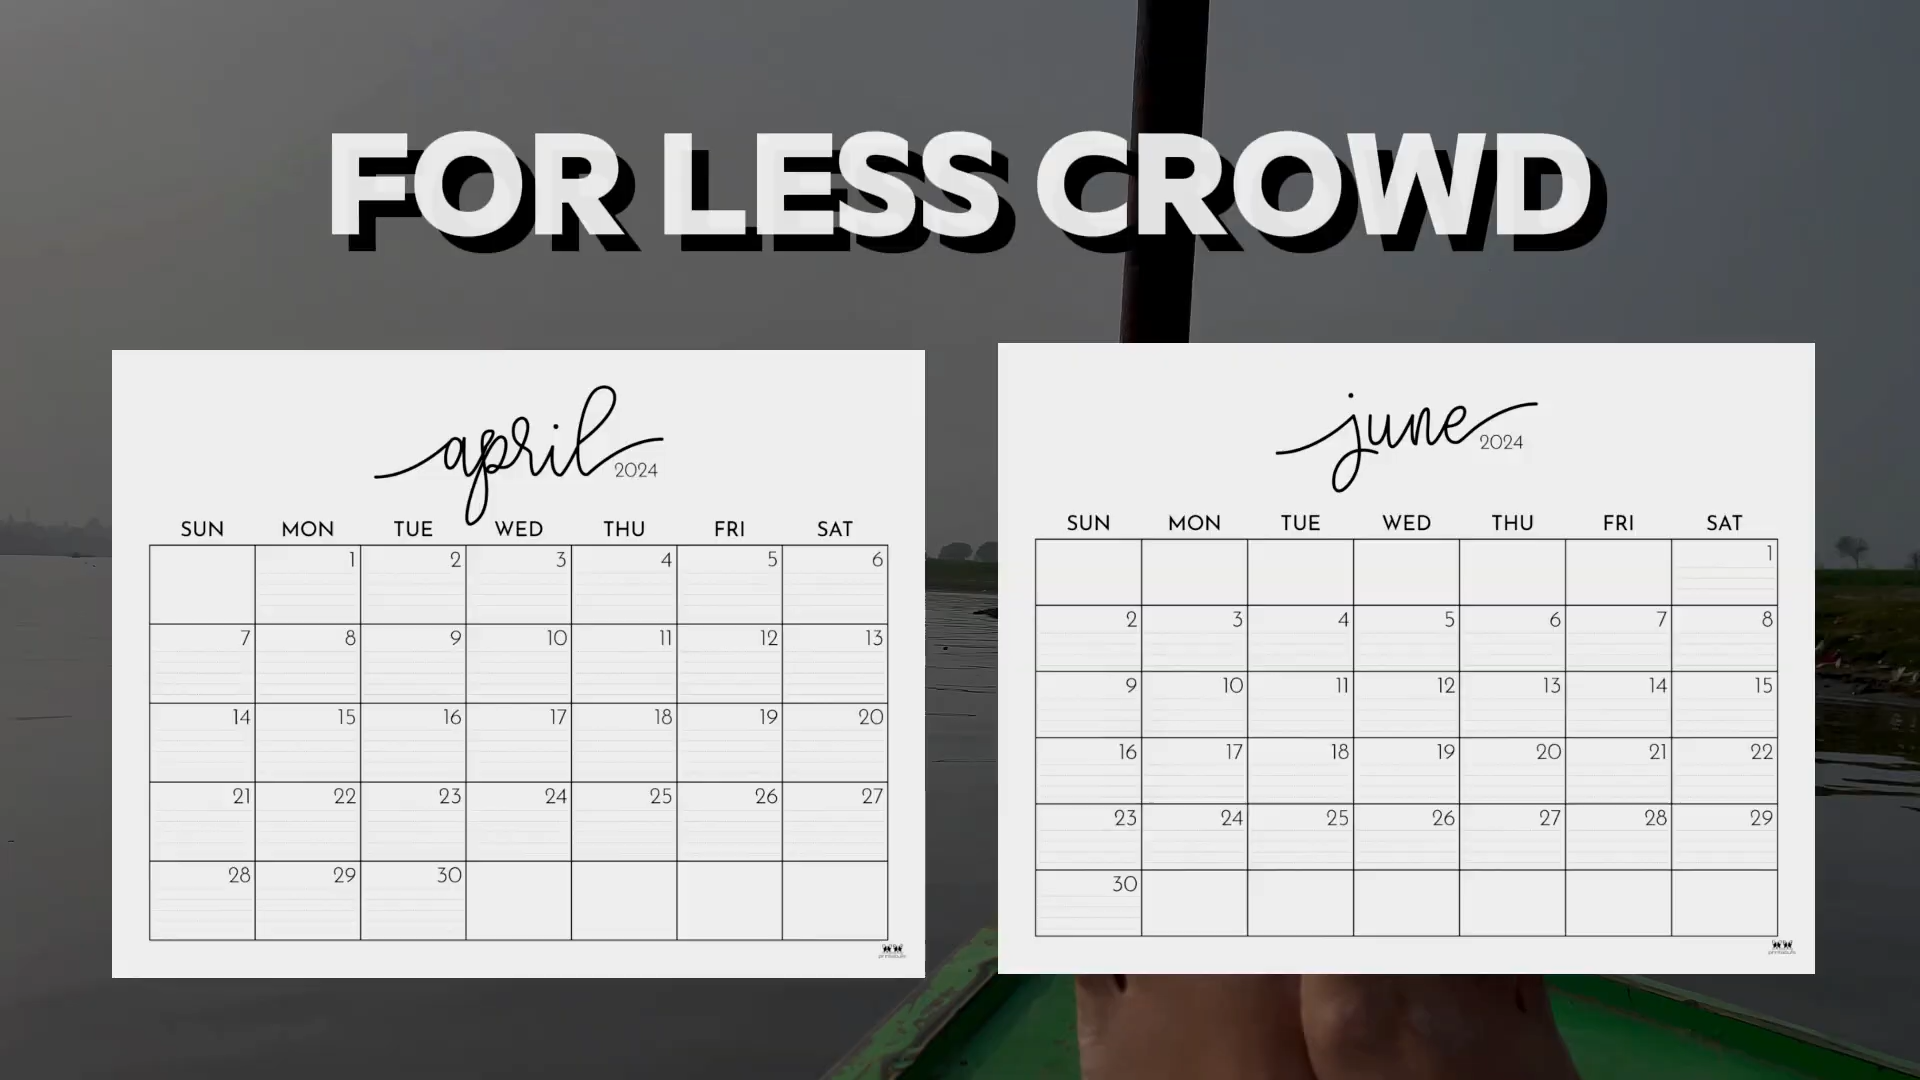 FOR LESS CROWD
april 2024
SUN MON TUE WED THU FRI SAT
1 2 3 4 5 6
7 8 9 10 11 12 13
14 15 16 17 18 19 20
21 22 23 24 25 26 27
28 29 30
june 2024
SUN MON TUE WED THU FRI SAT
1
2 3 4 5 6 7 8
9 10 11 12 13 14 15
16 17 18 19 20 21 22
23 24 25 26 27 28 29
30